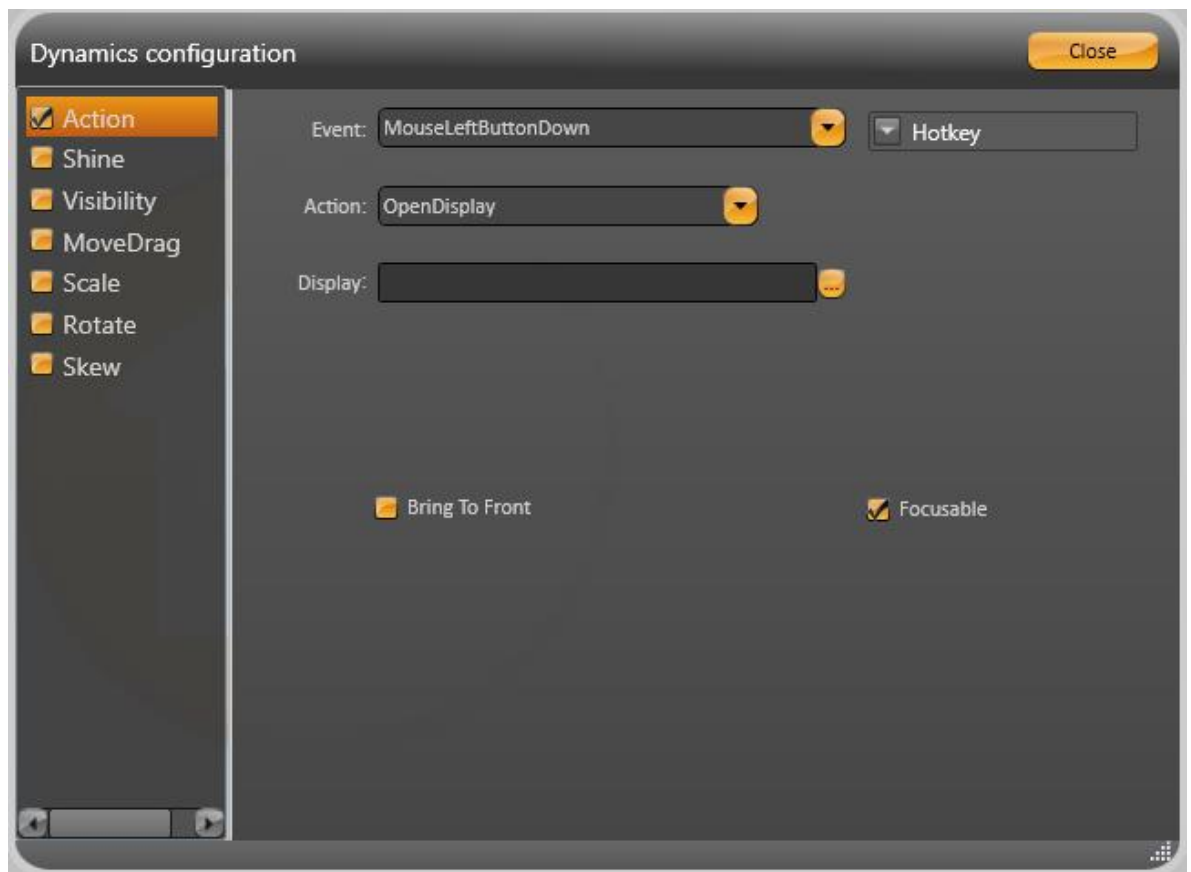 Dynamics configuration
Close
Action
Shine
Visibility
MoveDrag
Scale
Rotate
Skew
Event: MouseLeftButtonDown
Hotkey
Action: OpenDisplay
Display:
...
Bring To Front
Focusable